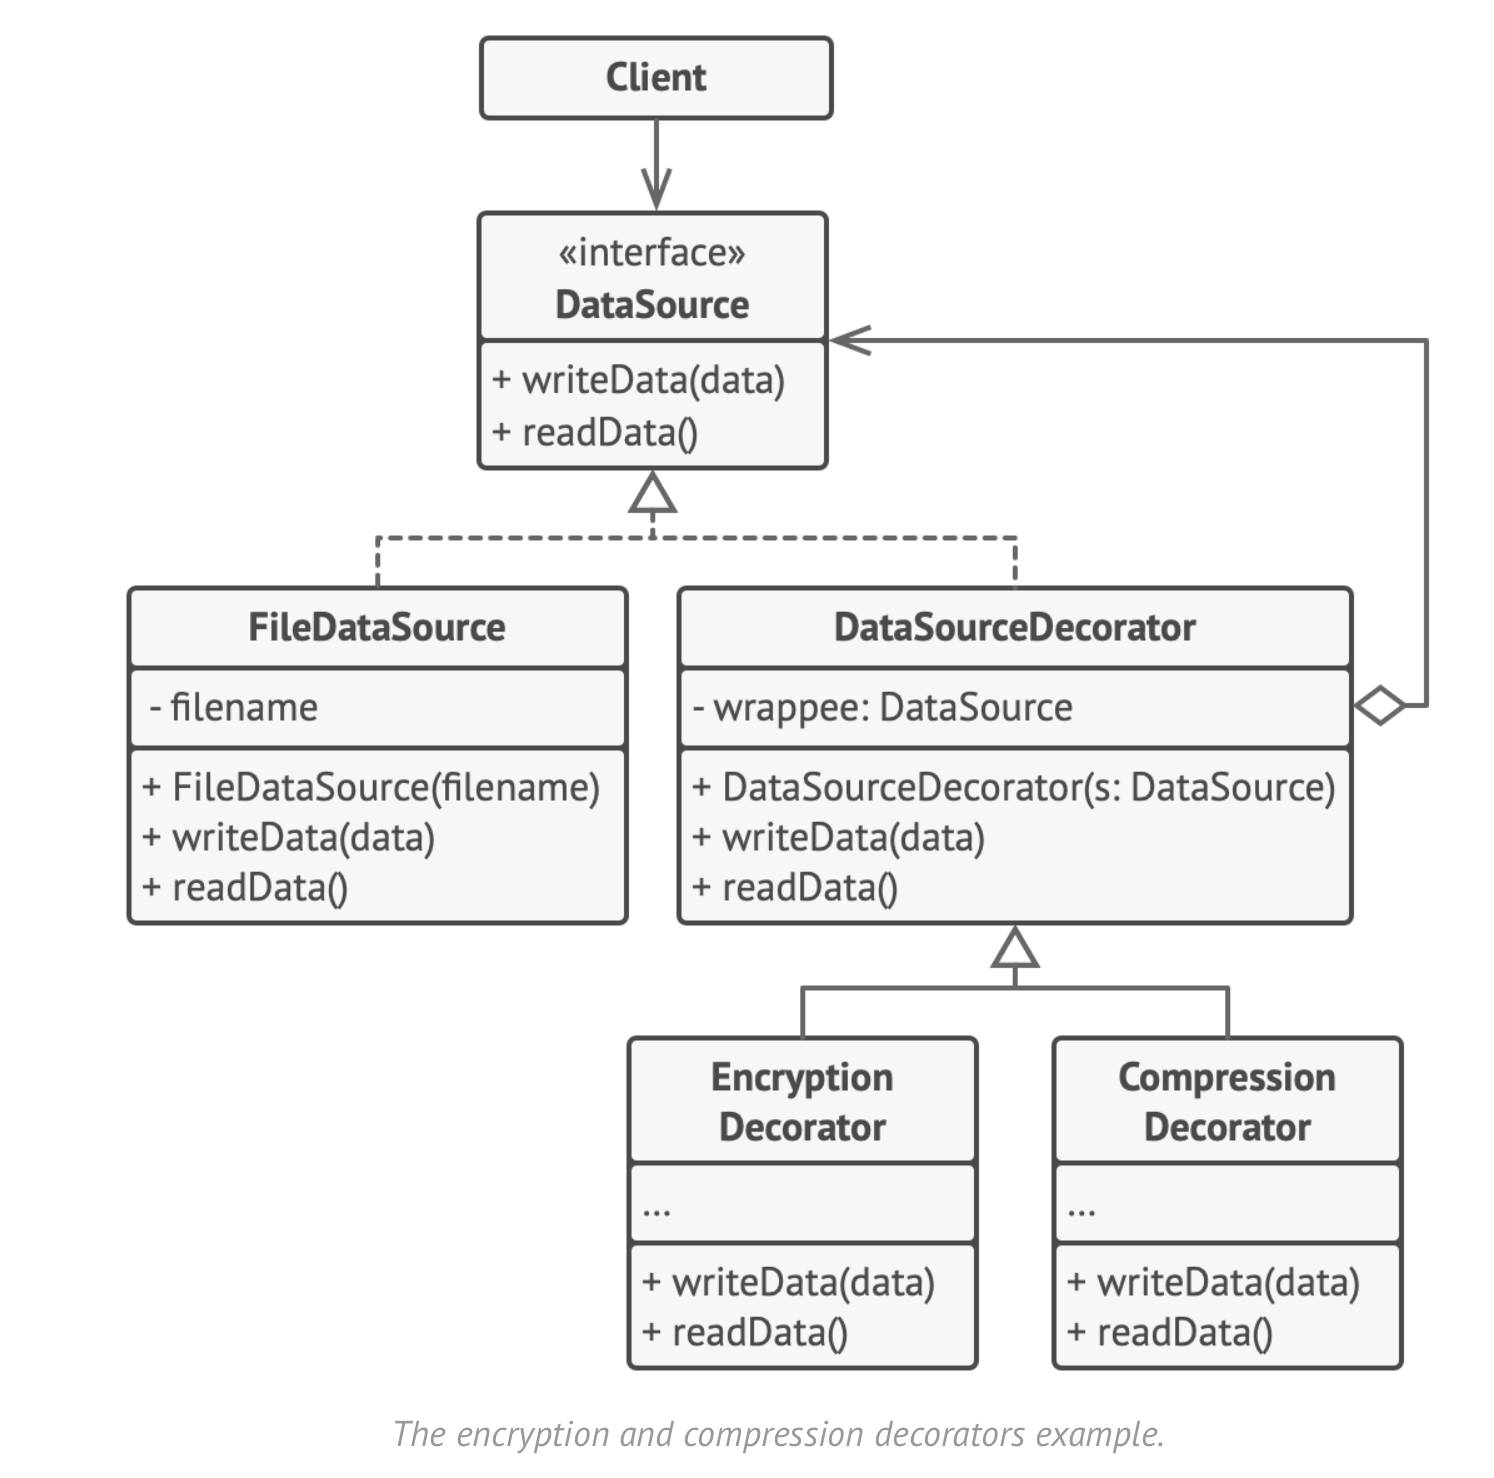 Client
«interface»
DataSource
+ writeData(data)
+ readData()
FileDataSource
- filename
+ FileDataSource(filename)
+ writeData(data)
+ readData()
DataSourceDecorator
- wrappee: DataSource
+ DataSourceDecorator(s: DataSource)
+ writeData(data)
+ readData()
Encryption
Decorator
...
+ writeData(data)
+ readData()
Compression
Decorator
...
+ writeData(data)
+ readData()
The encryption and compression decorators example.